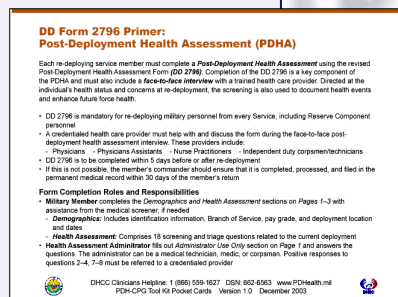 DD Form 2796 Primer:
Post-Deployment Health Assessment (PDHA)
Each re-deploying service member must complete a Post-Deployment Health Assessment using the revised
Post-Deployment Health Assessment Form (DD 2796). Completion of the DD 2796 is a key component of
the PDHA and must also include a face-to-face interview with a trained health care provider. Directed at the
individual's health status and concerns at re-deployment, the screening is also used to document health events
and enhance future force health.
• DD 2796 is mandatory for re-deploying military personnel from every Service, including Reserve Component
personnel
• A credentialed health care provider must help with and discuss the form during the face-to-face post-
deployment health assessment interview. These providers include:
- Physicians - Physicians Assistants - Nurse Practitioners - Independent duty corpsmen/technicians
• DD 2796 is to be completed within 5 days before or after re-deployment
• If this is not possible, the member's commander should ensure that it is completed, processed, and filed in the
permanent medical record within 30 days of the member's return
Form Completion Roles and Responsibilities
• Military Member completes the Demographics and Health Assessment sections on Pages 1–3 with
assistance from the medical screener, if needed
- Demographics: Includes identification information, Branch of Service, pay grade, and deployment location
and dates
- Health Assessment: Comprises 18 screening and triage questions related to the current deployment
• Health Assessment Administrator fills out Administrator Use Only section on Page 1 and answers the
questions. The administrator can be a medical technician, medic, or corpsman. Positive responses to
questions 2–4, 7–8 must be referred to a credentialed provider
DHCC Clinicians Helpline: 1 (866) 559-1627 DSN: 662-6563 www.PDHealth.mil
PDH-CPG Tool Kit Pocket Cards Version 1.0 December 2003